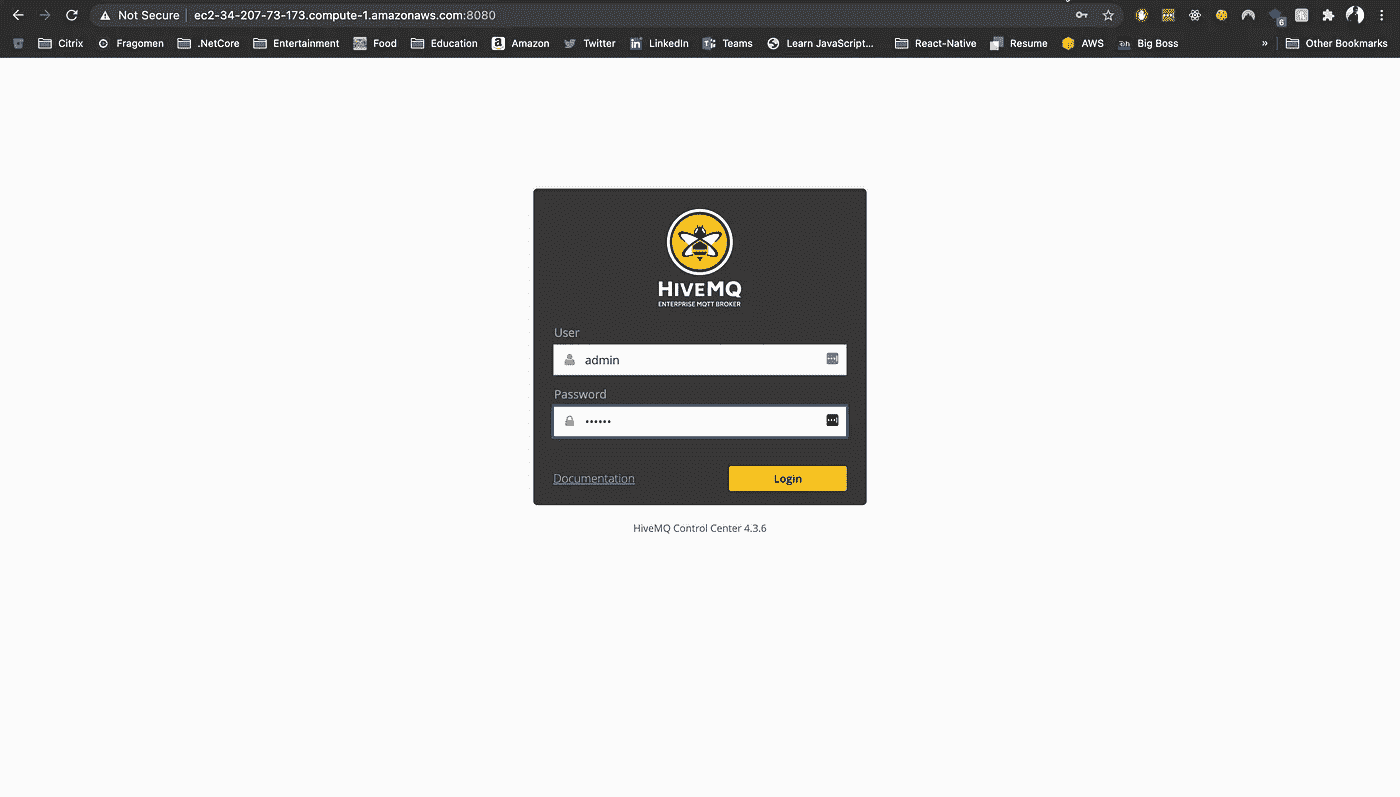 Not Secure ec2-34-207-73-173.compute-1.amazonaws.com:8080
6
Citrix Fragomen .NetCore Entertainment Food Education Amazon Twitter LinkedIn Teams Learn JavaScript... React-Native Resume AWS Big Boss » Other Bookmarks
HIVEMQ
ENTERPRISE MQTT BROKER
User
admin
Password
••••••
Documentation Login
HiveMQ Control Center 4.3.6